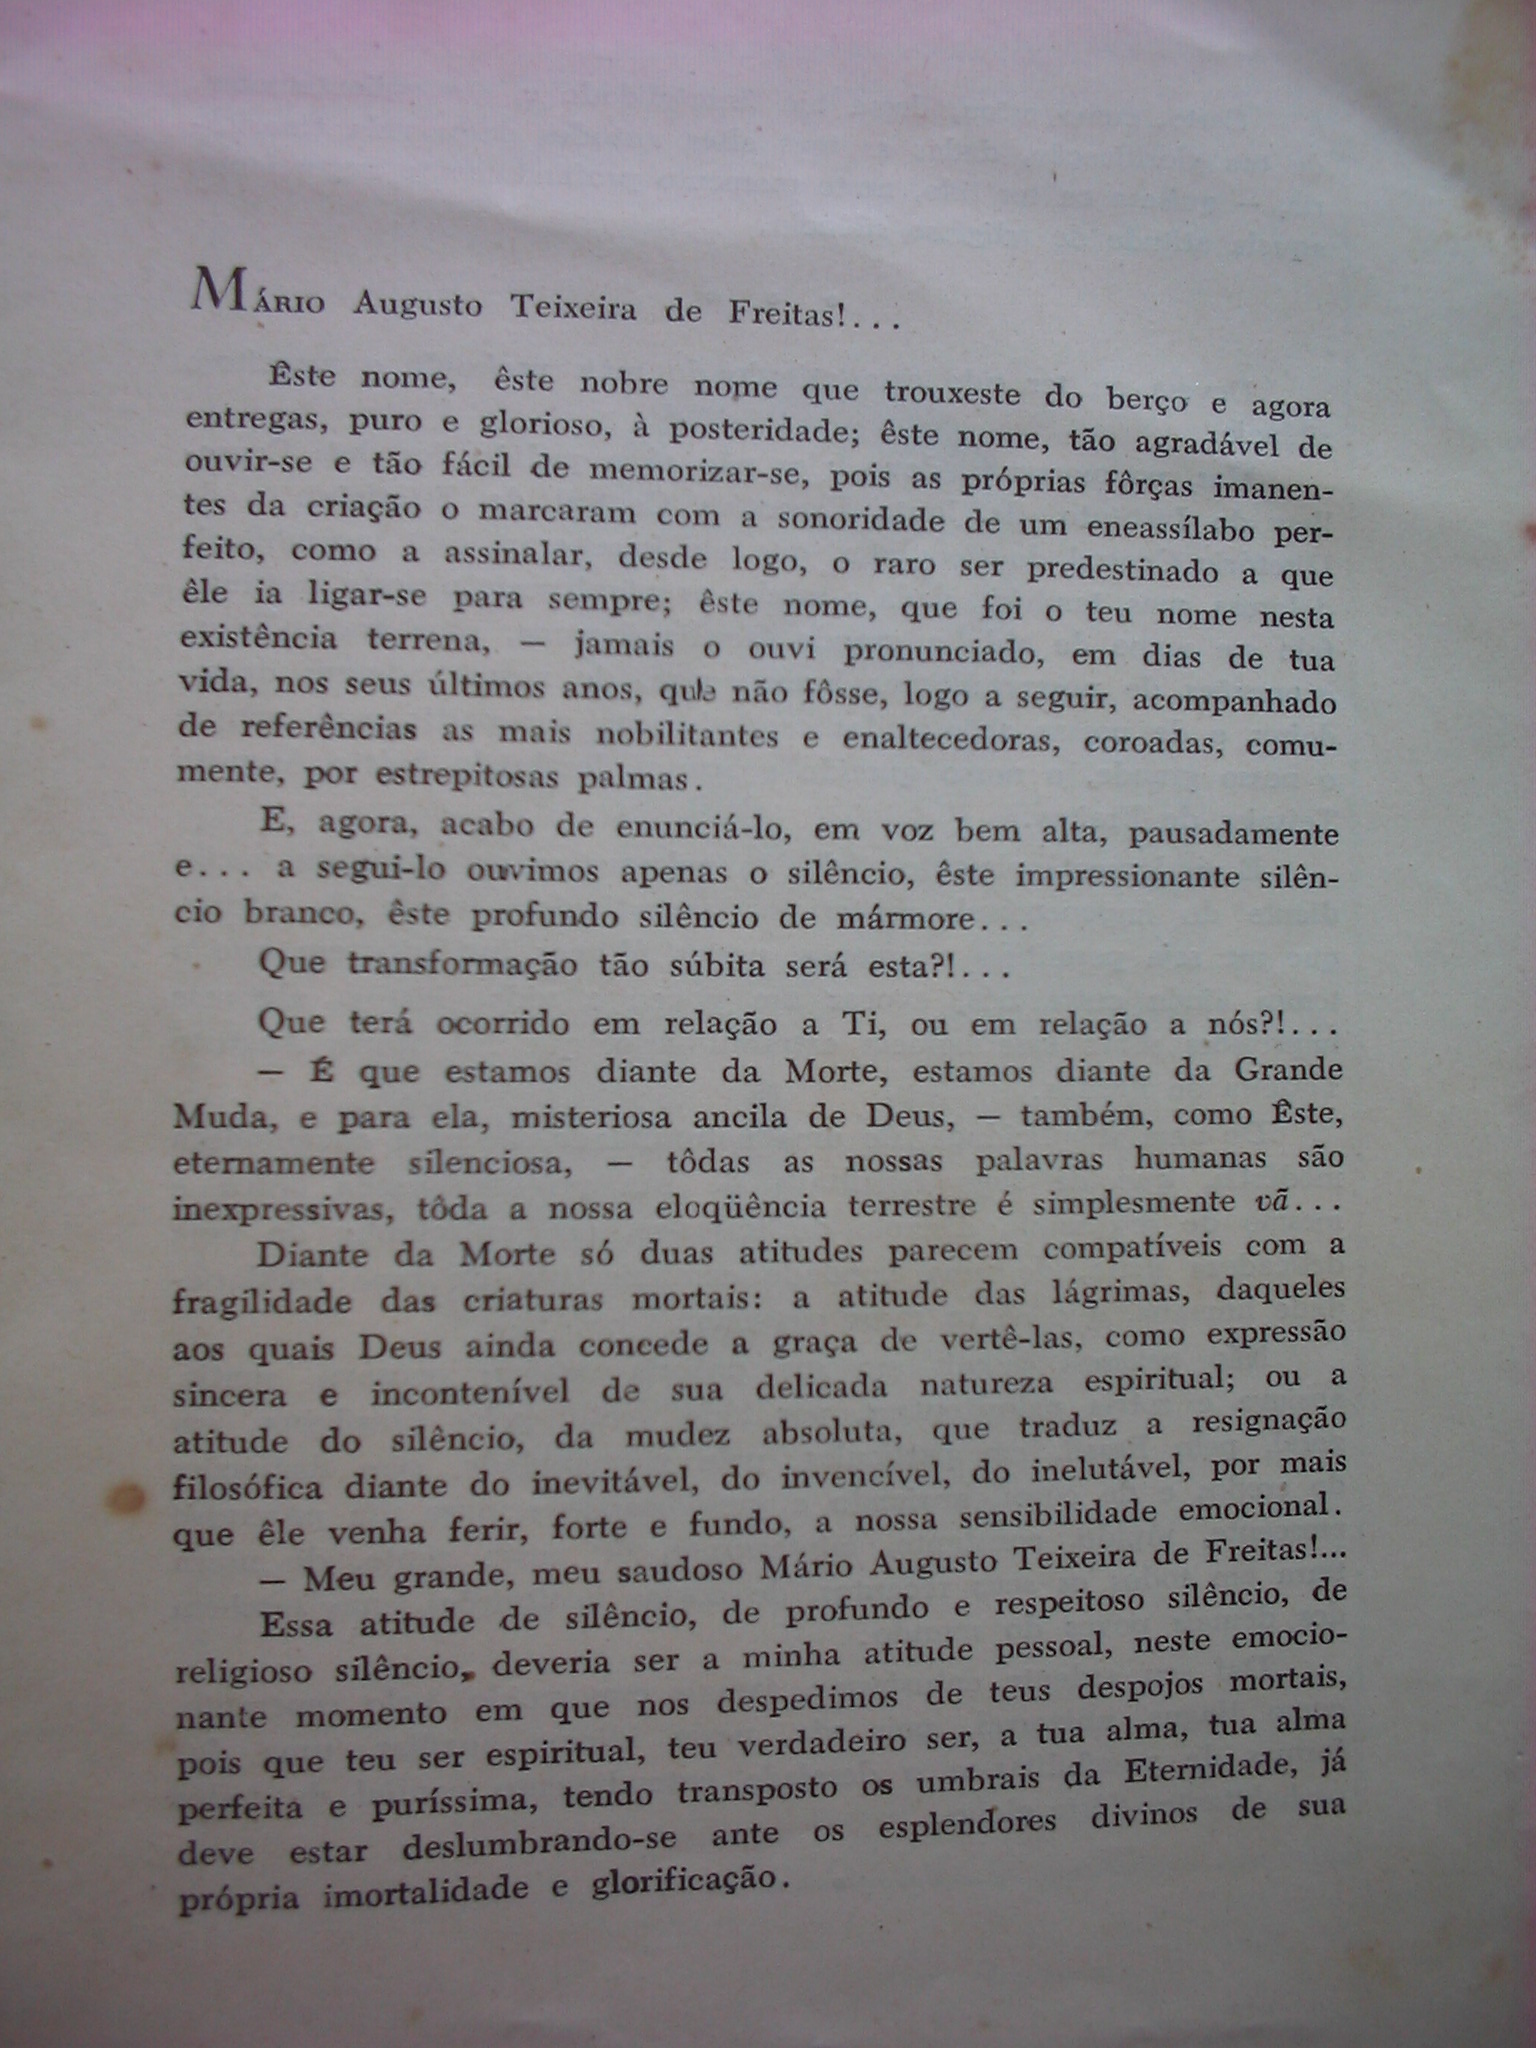 MÁRIO Augusto Teixeira de Freitas!...
Êste nome, êste nobre nome que trouxeste do berço e agora
entregas, puro e glorioso, à posteridade; êste nome, tão agradável de
ouvir-se e tão fácil de memorizar-se, pois as próprias fôrças imanen-
tes da criação o marcaram com a sonoridade de um eneassílabo per-
feito, como a assinalar, desde logo, o raro ser predestinado a que
êle ia ligar-se para sempre; êste nome, que foi o teu nome nesta
existência terrena, — jamais o ouvi pronunciado, em dias de tua
vida, nos seus últimos anos, que não fôsse, logo a seguir, acompanhado
de referências as mais nobilitantes e enaltecedoras, coroadas, comu-
mente, por estrepitosas palmas.
E, agora, acabo de enunciá-lo, em voz bem alta, pausadamente
e... a segui-lo ouvimos apenas o silêncio, êste impressionante silên-
cio branco, êste profundo silêncio de mármore...
Que transformação tão súbita será esta?!...
Que terá ocorrido em relação a Ti, ou em relação a nós?!...
— É que estamos diante da Morte, estamos diante da Grande
Muda, e para ela, misteriosa ancila de Deus, — também, como Êste,
eternamente silenciosa, — tôdas as nossas palavras humanas são
inexpressivas, tôda a nossa eloqüência terrestre é simplesmente vã...
Diante da Morte só duas atitudes parecem compatíveis com a
fragilidade das criaturas mortais: a atitude das lágrimas, daqueles
aos quais Deus ainda concede a graça de vertê-las, como expressão
sincera e incontenível de sua delicada natureza espiritual; ou a
atitude do silêncio, da mudez absoluta, que traduz a resignação
filosófica diante do inevitável, do invencível, do inelutável, por mais
que êle venha ferir, forte e fundo, a nossa sensibilidade emocional.
— Meu grande, meu saudoso Mário Augusto Teixeira de Freitas!...
Essa atitude de silêncio, de profundo e respeitoso silêncio, de
religioso silêncio, deveria ser a minha atitude pessoal, neste emocio-
nante momento em que nos despedimos de teus despojos mortais,
pois que teu ser espiritual, teu verdadeiro ser, a tua alma, tua alma
perfeita e puríssima, tendo transposto os umbrais da Eternidade, já
deve estar deslumbrando-se ante os esplendores divinos de sua
própria imortalidade e glorificação.